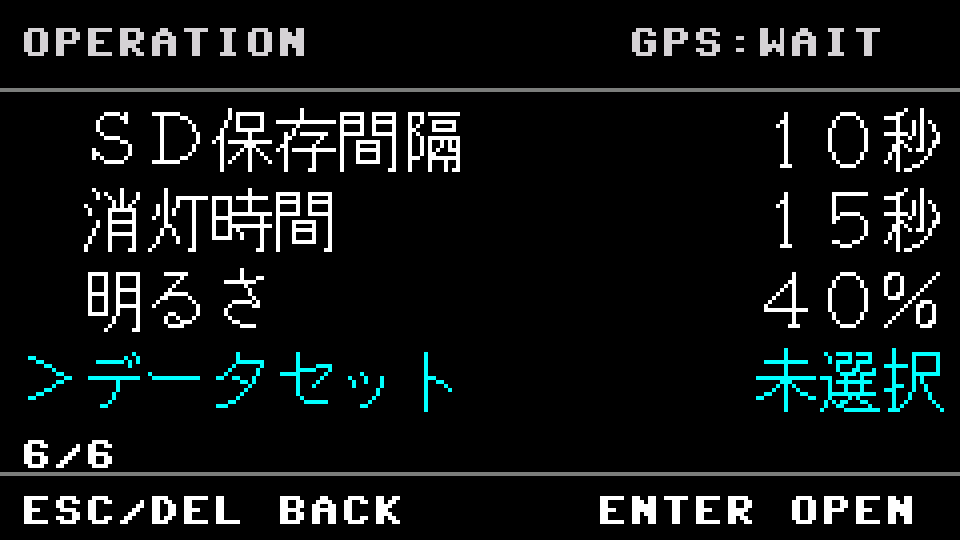 OPERATION GPS:WAIT
SD保存間隔 10秒
消灯時間 15秒
明るさ 40%
>データセット 未選択
6/6
ESC/DEL BACK ENTER OPEN